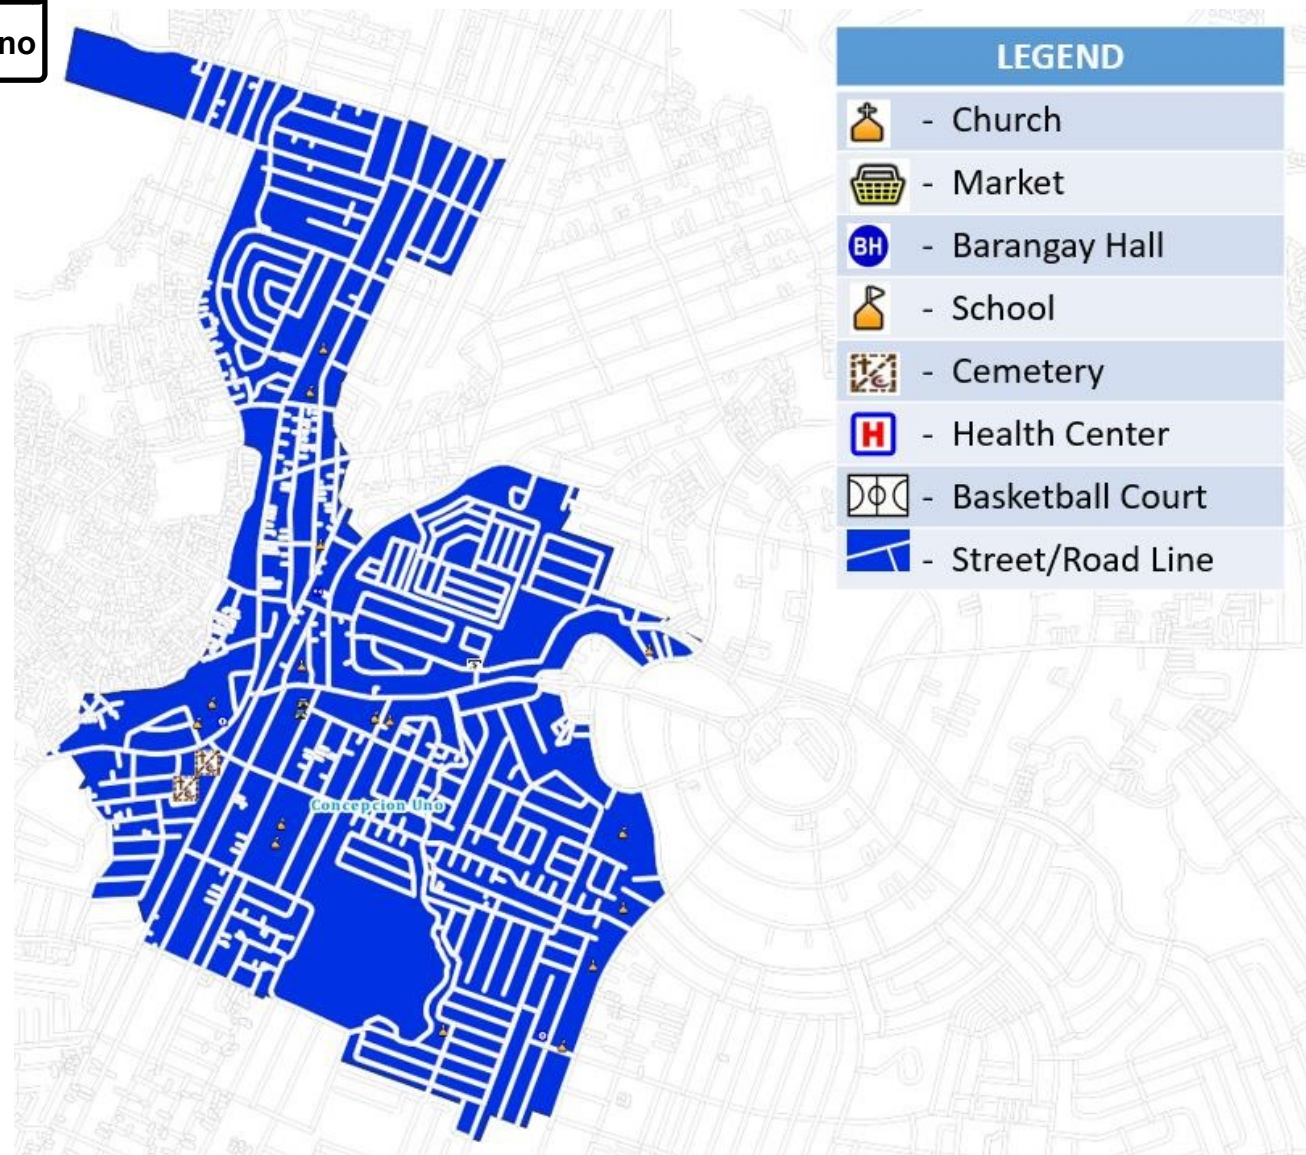 no
LEGEND
- Church
- Market
BH - Barangay Hall
- School
- Cemetery
H - Health Center
- Basketball Court
- Street/Road Line
Concepcion Uno